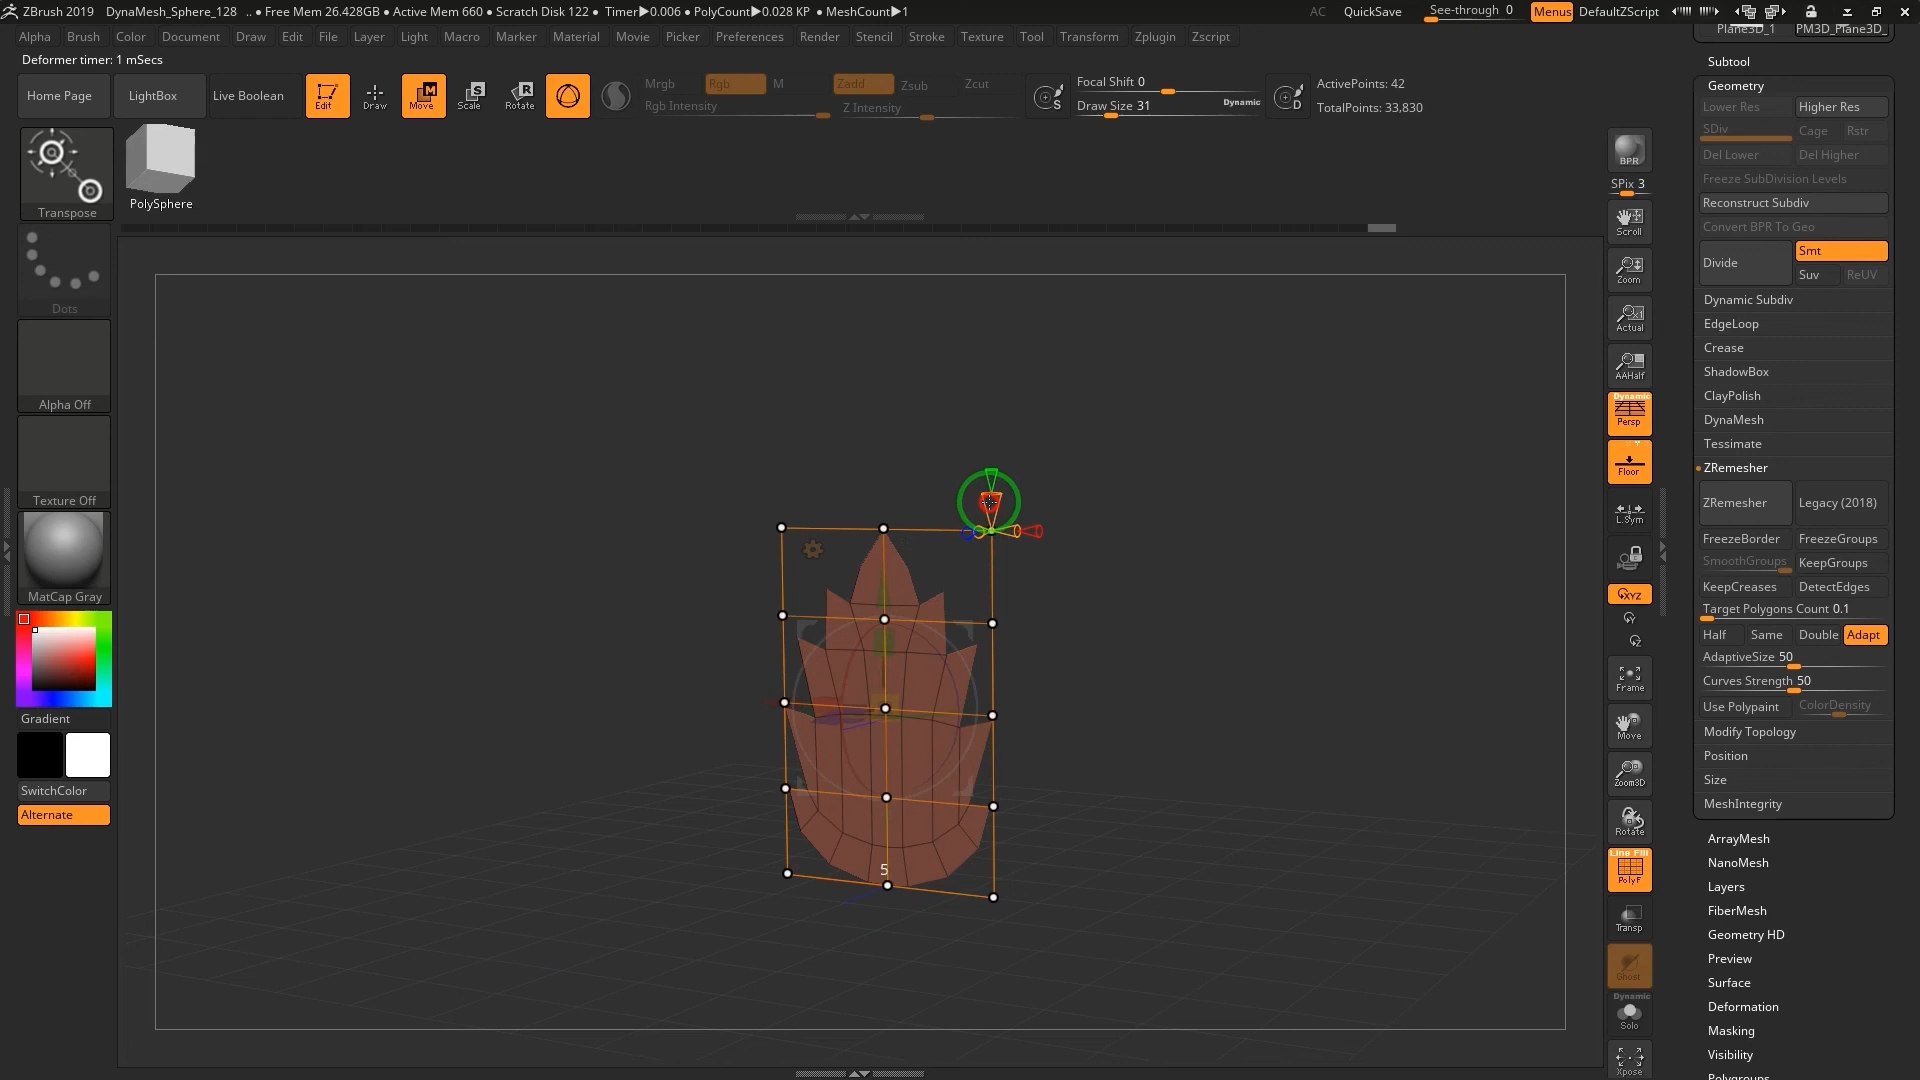 ZBrush 2019 DynaMesh_Sphere_128 .. • Free Mem 26.428GB • Active Mem 660 • Scratch Disk 122 • Timer▶0.006 • PolyCount▶0.028 KP • MeshCount▶1 AC QuickSave See-through 0 Menus DefaultZScript
Alpha Brush Color Document Draw Edit File Layer Light Macro Marker Material Movie Picker Preferences Render Stencil Stroke Texture Tool Transform Zplugin Zscript
Deformer timer: 1 mSecs
Home Page LightBox Live Boolean Edit Draw Move Scale Rotate
Mrgb Rgb M Zadd Zsub Zcut
Rgb Intensity Z Intensity
S Focal Shift 0
Draw Size 31 Dynamic
D ActivePoints: 42
TotalPoints: 33,830
Transpose
PolySphere
Dots
Alpha Off
Texture Off
MatCap Gray
Gradient
SwitchColor
Alternate
5
BPR
SPix 3
Scroll
Zoom
Actual
AAHalf
Dynamic
Persp
Floor
L.Sym
XYZ
Frame
Move
Zoom3D
Rotate
Line Fill
PolyF
Transp
Ghost
Dynamic
Solo
Xpose
Plane3D_1 PM3D_Plane3D_
Subtool
Geometry
Lower Res Higher Res
SDiv Cage Rstr
Del Lower Del Higher
Freeze SubDivision Levels
Reconstruct Subdiv
Convert BPR To Geo
Divide Smt
Suv ReUV
Dynamic Subdiv
EdgeLoop
Crease
ShadowBox
ClayPolish
DynaMesh
Tessimate
ZRemesher
ZRemesher Legacy (2018)
FreezeBorder FreezeGroups
SmoothGroups KeepGroups
KeepCreases DetectEdges
Target Polygons Count 0.1
Half Same Double Adapt
AdaptiveSize 50
Curves Strength 50
Use Polypaint ColorDensity
Modify Topology
Position
Size
MeshIntegrity
ArrayMesh
NanoMesh
Layers
FiberMesh
Geometry HD
Preview
Surface
Deformation
Masking
Visibility
Polygroups